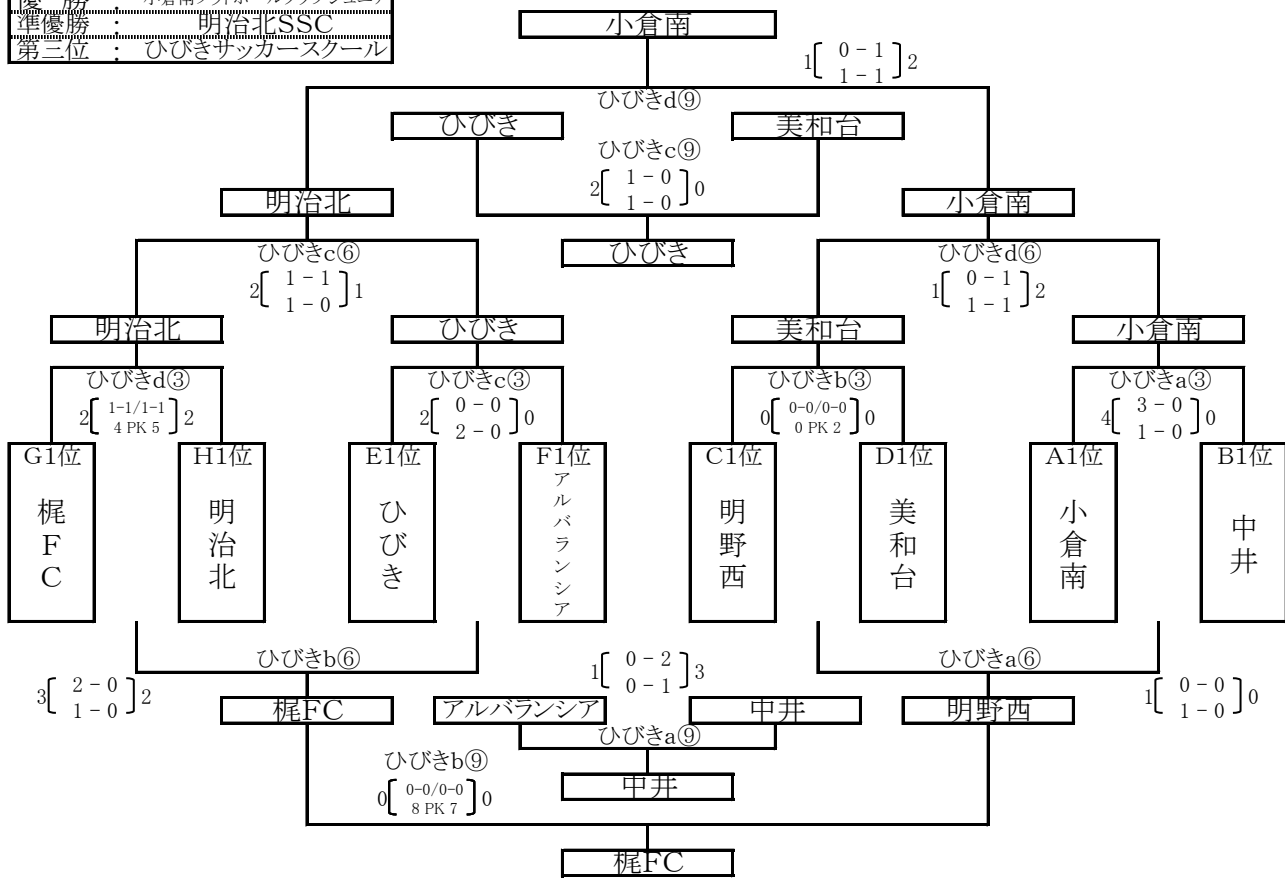 優 勝 :
準優勝 : 明治北SSC
第三位 : ひびきサッカースクール
小倉南
1[ 0 - 1 ]2
1 - 1
ひびきd⑨
ひびき 美和台
ひびきc⑨
2[ 1 - 0 ]0
1 - 0
明治北 小倉南
ひびき
ひびきc⑥ ひびきd⑥
2[ 1 - 1 ]1 1[ 0 - 1 ]2
1 - 0 1 - 1
明治北 ひびき 美和台 小倉南
ひびきd③ ひびきc③ ひびきb③ ひびきa③
2[ 1-1/1-1 ]2 2[ 0 - 0 ]0 0[ 0-0/0-0 ]0 4[ 3 - 0 ]0
4 PK 5 2 - 0 0 PK 2 1 - 0
G1位 H1位 E1位 F1位 C1位 D1位 A1位 B1位
梶FC 明治北 ひびき アルバランシア 明野西 美和台 小倉南 中井
ひびきb⑥ ひびきa⑥
3[ 2 - 0 ]2 1[ 0 - 2 ]3 1[ 0 - 0 ]0
1 - 0 0 - 1 1 - 0
梶FC アルバランシア 中井 明野西
ひびきa⑨
ひびきb⑨
0[ 0-0/0-0 ]0
8 PK 7
中井
梶FC